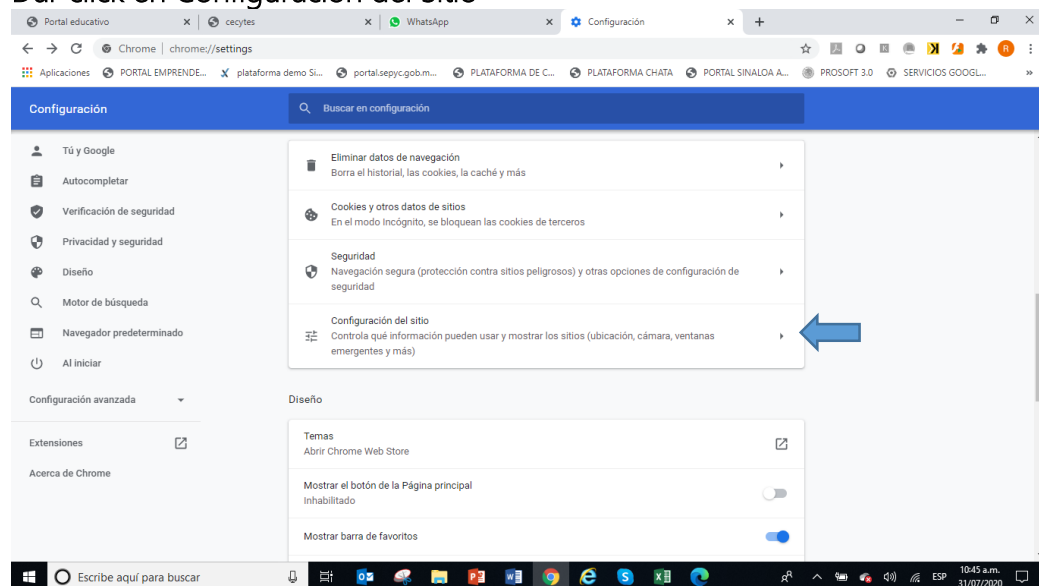 Dar click en Configuración del Sitio
Portal educativo
cecytes
WhatsApp
Configuración
Chrome | chrome://settings
Aplicaciones
PORTAL EMPRENDE...
plataforma demo Si...
portal.sepyc.gob.m...
PLATAFORMA DE C...
PLATAFORMA CHATA
PORTAL SINALOA A...
PROSOFT 3.0
SERVICIOS GOOGL...
Configuración
Buscar en configuración
Tú y Google
Autocompletar
Verificación de seguridad
Privacidad y seguridad
Diseño
Motor de búsqueda
Navegador predeterminado
Al iniciar
Configuración avanzada
Extensiones
Acerca de Chrome
Eliminar datos de navegación
Borra el historial, las cookies, la caché y más
Cookies y otros datos de sitios
En el modo Incógnito, se bloquean las cookies de terceros
Seguridad
Navegación segura (protección contra sitios peligrosos) y otras opciones de configuración de
seguridad
Configuración del sitio
Controla qué información pueden usar y mostrar los sitios (ubicación, cámara, ventanas
emergentes y más)
Diseño
Temas
Abrir Chrome Web Store
Mostrar el botón de la Página principal
Inhabilitado
Mostrar barra de favoritos
Escribe aquí para buscar
ESP
10:45 a.m.
31/07/2020